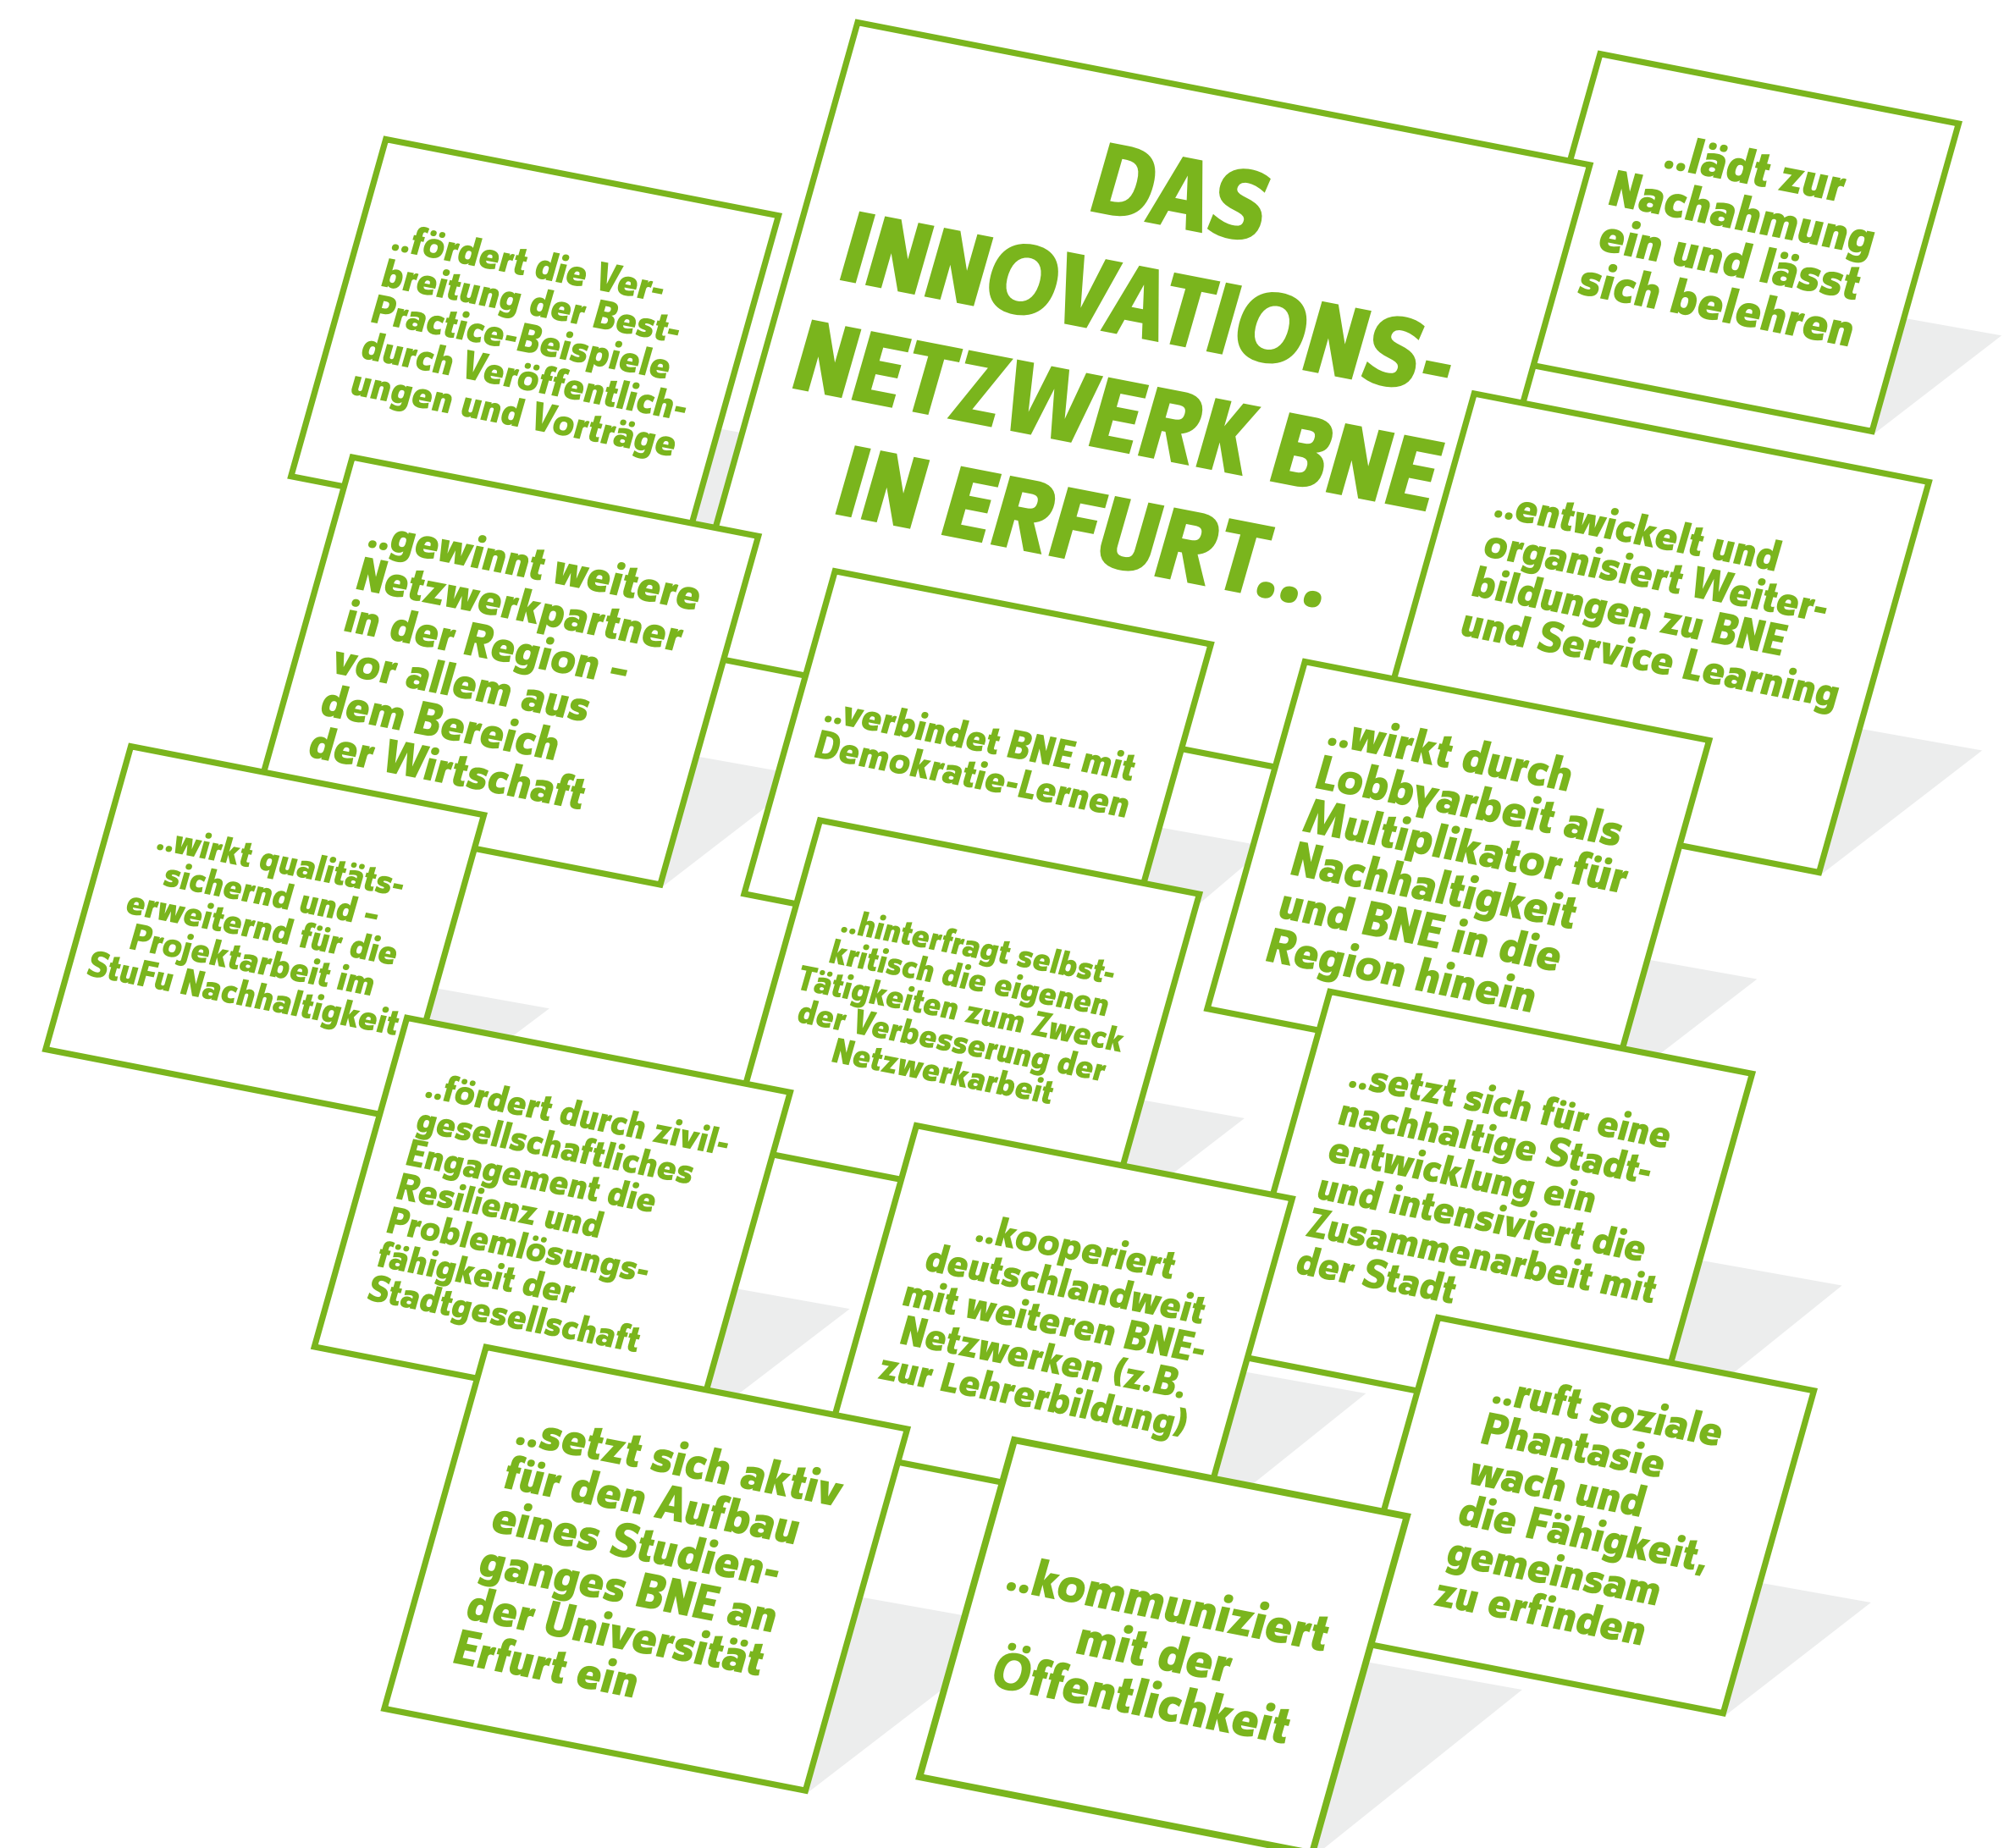 DAS
INNOVATIONS-
NETZWERK BNE
IN ERFURT...
..lädt zur
Nachahmung
ein und lässt
sich belehren
..fördert die Ver-
breitung der Best-
Practice-Beispiele
durch Veröffentlich-
ungen und Vorträge
..entwickelt und
organisiert Weiter-
bildungen zu BNE
und Service Learning
..gewinnt weitere
Netzwerkpartner
in der Region –
vor allem aus
dem Bereich
der Wirtschaft
..verbindet BNE mit
Demokratie-Lernen
..wirkt durch
Lobbyarbeit als
Multiplikator für
Nachhaltigkeit
und BNE in die
Region hinein
..wirkt qualitäts-
sichernd und –
erweiternd für die
Projektarbeit im
StuFu Nachhaltigkeit
..hinterfragt selbst-
kritisch die eigenen
Tätigkeiten zum Zweck
der Verbesserung der
Netzwerkarbeit
..setzt sich für eine
nachhaltige Stadt-
entwicklung ein
und intensiviert die
Zusammenarbeit mit
der Stadt
..fördert durch zivil-
gesellschaftliches
Engagement die
Resilienz und
Problemlösungs-
fähigkeit der
Stadtgesellschaft
..kooperiert
deutschlandweit
mit weiteren BNE-
Netzwerken (z.B.
zur Lehrerbildung)
..ruft soziale
Phantasie
wach und
die Fähigkeit,
gemeinsam
zu erfinden
..setzt sich aktiv
für den Aufbau
eines Studien-
ganges BNE an
der Universität
Erfurt ein
..kommuniziert
mit der
Öffentlichkeit